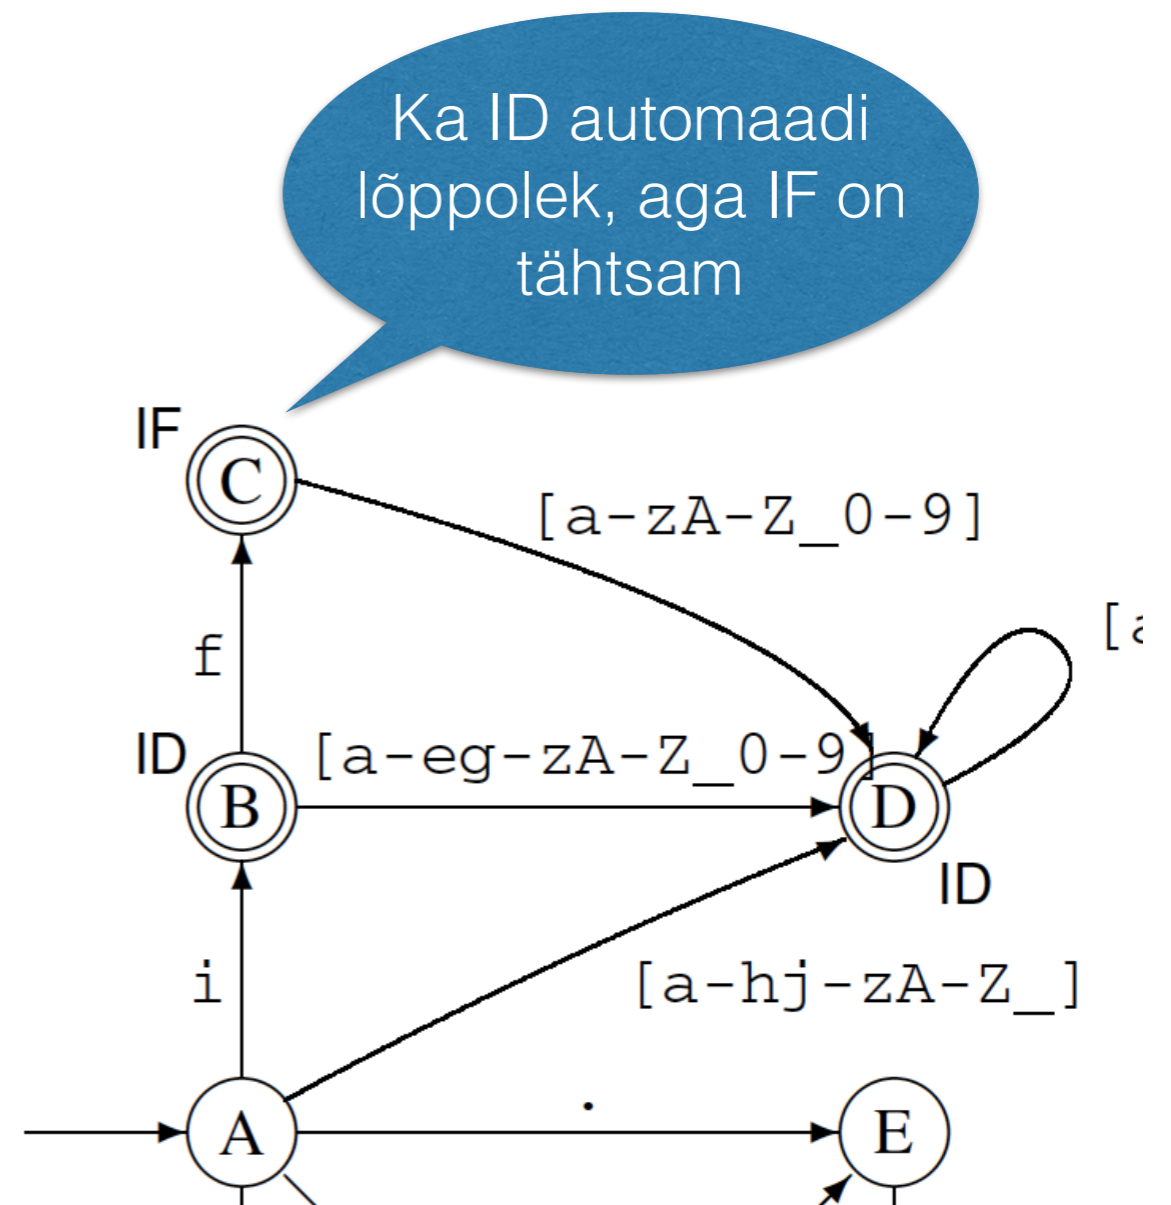 Ka ID automaadi
lõppolek, aga IF on
tähtsam
IF
C
[a-zA-Z_0-9]
f
ID
B
[a-eg-zA-Z_0-9]
D
ID
i
[a-hj-zA-Z_]
A
.
E